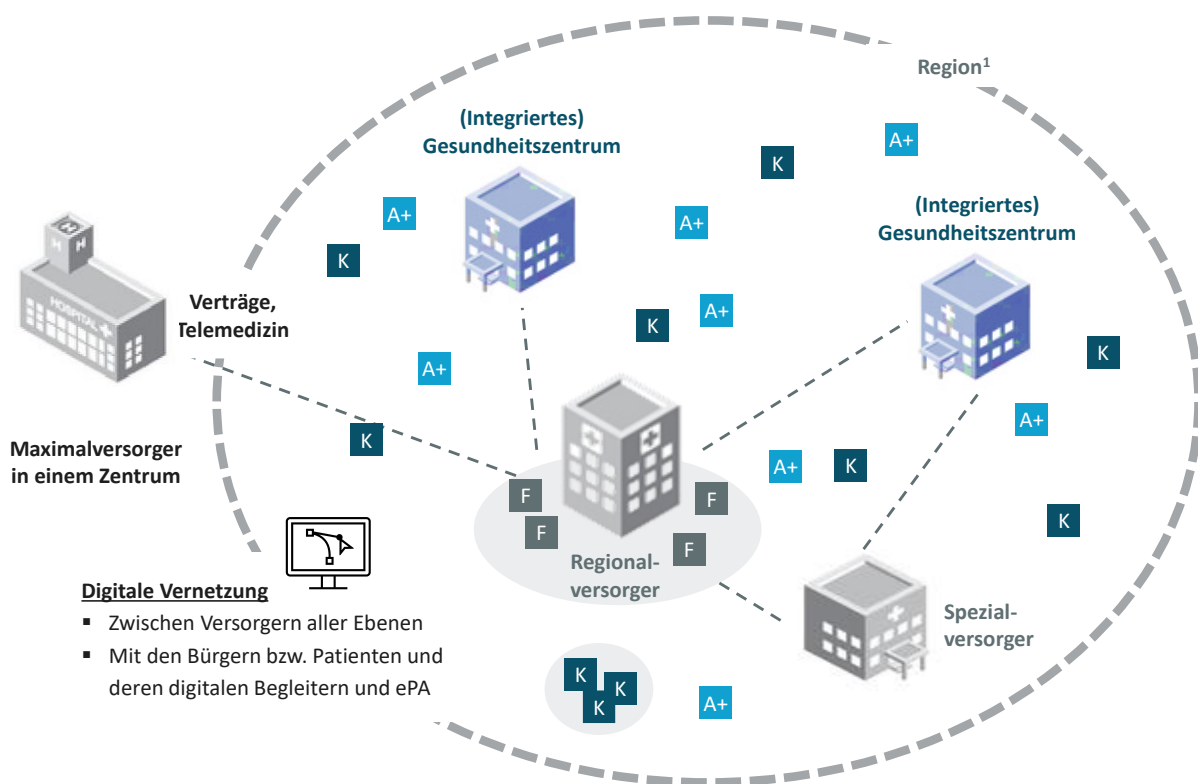 Region¹
(Integriertes)
Gesundheitszentrum
A+
K
A+
A+
(Integriertes)
Gesundheitszentrum
K
HOSPITAL
H H
Verträge,
Telemedizin
A+
K
K
A+
A+
K
Maximalversorger
in einem Zentrum
A+
K
F
F
F
F
K
Regional-
versorger
Digitale Vernetzung
▪ Zwischen Versorgern aller Ebenen
▪ Mit den Bürgern bzw. Patienten und
deren digitalen Begleitern und ePA
Spezial-
versorger
K
K
K
A+